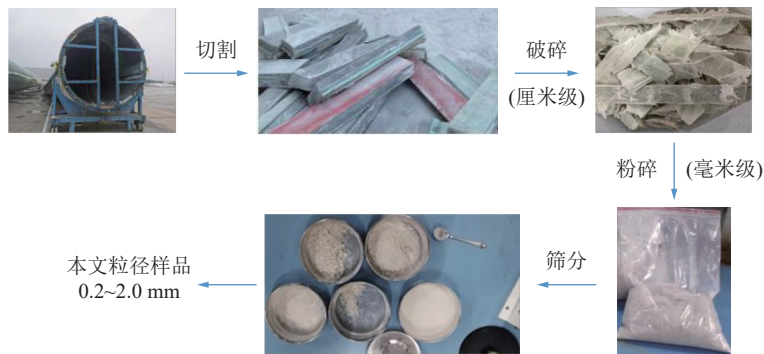 切割
破碎
(厘米级)
粉碎
(毫米级)
筛分
本文粒径样品
0.2~2.0 mm